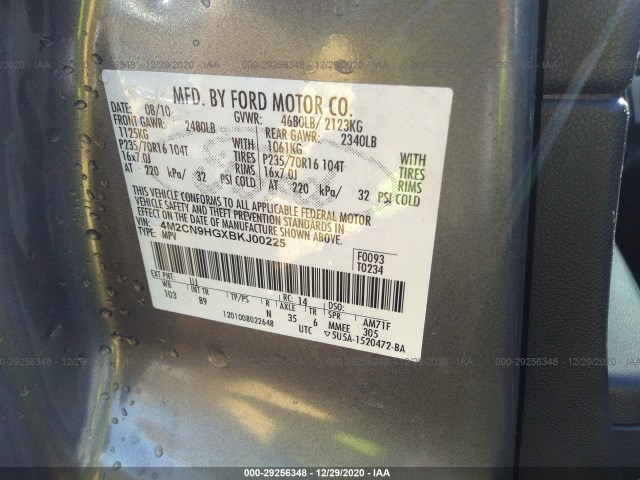 MFD. BY FORD MOTOR CO.
DATE: 08/10 GVWR: 4680LB/ 2123KG
FRONT GAWR: 2480LB REAR GAWR: 2340LB
1125KG 1061KG WITH
P235/70R16 104T TIRES P235/70R16 104T TIRES
16x7.0J RIMS 16x7.0J RIMS
AT 220 kPa/ 32 PSI COLD AT 220 kPa/ 32 PSI COLD
THIS VEHICLE CONFORMS TO ALL APPLICABLE FEDERAL MOTOR
VEHICLE SAFETY AND THEFT PREVENTION STANDARDS IN
EFFECT ON THE DATE OF MANUFACTURE SHOWN ABOVE.
VIN: 4M2CN9HGXBKJ00225
TYPE: MPV
F0093
T0234
EXT PNT: RC: 14 DSO:
WB INT TR TP/PS R AXLE TR SPR AM71F
103 89 N 35 6 MMEE 305
1201008022648 UTC ▽5U5A-1520472-BA
000-29256348 - 12/29/2020 - IAA